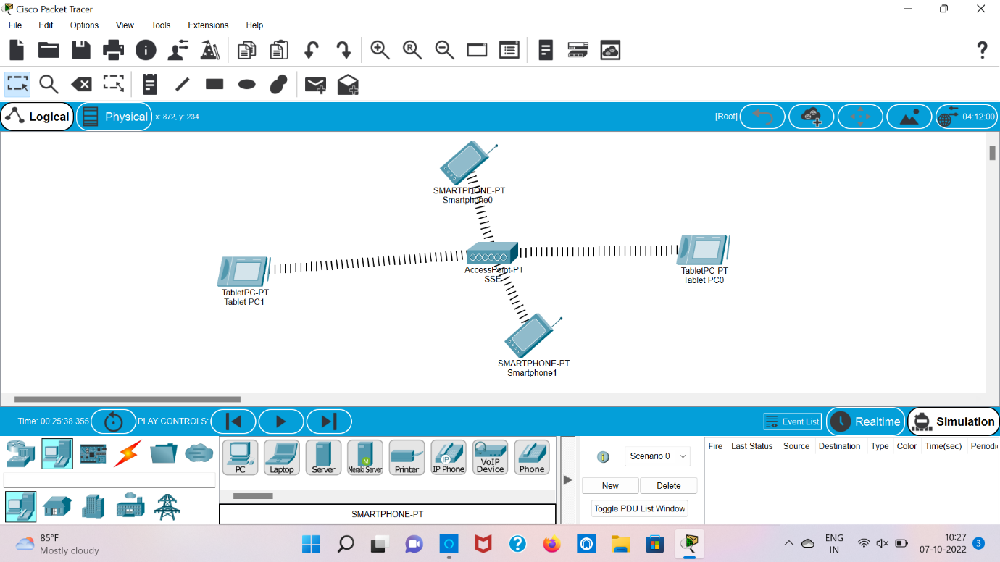 Cisco Packet Tracer
File Edit Options View Tools Extensions Help
Logical Physical x: 872, y: 234 [Root] 04:12:00
SMARTPHONE-PT
Smartphone0
AccessPoint-PT
SSE
TabletPC-PT
Tablet PC0
TabletPC-PT
Tablet PC1
SMARTPHONE-PT
Smartphone1
Time: 00:25:38.355 PLAY CONTROLS: Event List Realtime Simulation
Fire Last Status Source Destination Type Color Time(sec) Periodi
Scenario 0
PC Laptop Server Meraki Server Printer IP Phone VoIP Device Phone
IP
M
New Delete
Toggle PDU List Window
SMARTPHONE-PT
85°F
Mostly cloudy
ENG
IN
10:27
07-10-2022
3